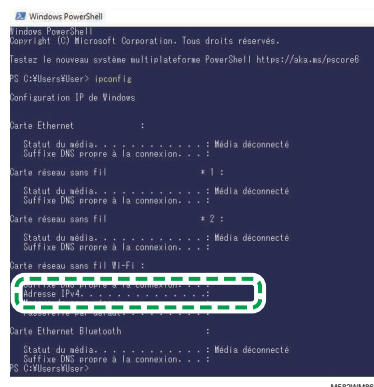 Windows PowerShell
Windows PowerShell
Copyright (C) Microsoft Corporation. Tous droits réservés.
Testez le nouveau système multiplateforme PowerShell https://aka.ms/pscore6
PS C:¥Users¥User> ipconfig
Configuration IP de Windows
Carte Ethernet :
Statut du média. . . . . . . . . . . . : Média déconnecté
Suffixe DNS propre à la connexion. . . :
Carte réseau sans fil * 1 :
Statut du média. . . . . . . . . . . . : Média déconnecté
Suffixe DNS propre à la connexion. . . :
Carte réseau sans fil * 2 :
Statut du média. . . . . . . . . . . . : Média déconnecté
Suffixe DNS propre à la connexion. . . :
Carte réseau sans fil Wi-Fi :
Suffixe DNS propre à la connexion. . . :
Adresse IPv4. . . . . . . . . . . . . .:
Passerelle par défaut. . . . . . . . . :
Carte Ethernet Bluetooth :
Statut du média. . . . . . . . . . . . : Média déconnecté
Suffixe DNS propre à la connexion. . . :
PS C:¥Users¥User>